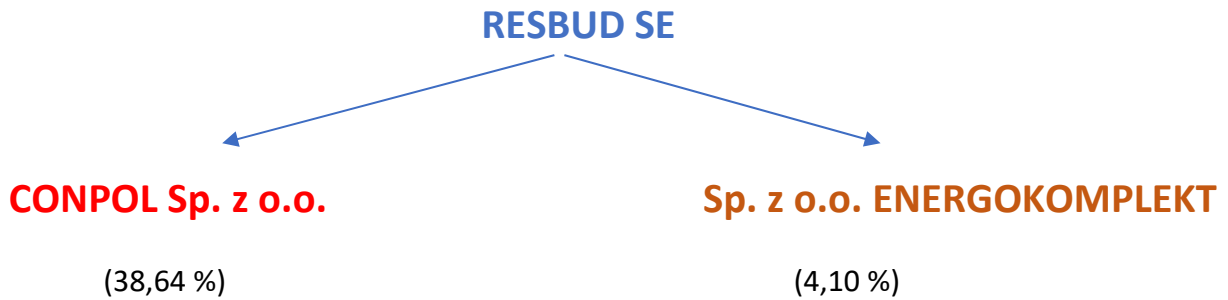 RESBUD SE
CONPOL Sp. z o.o.
Sp. z o.o. ENERGOKOMPLEKT
(38,64 %)
(4,10 %)